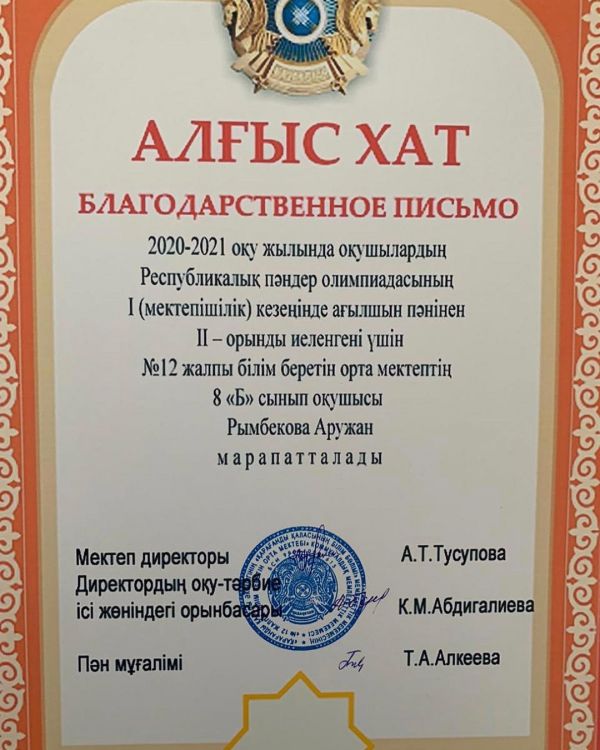 АЛҒЫС ХАТ
БЛАГОДАРСТВЕННОЕ ПИСЬМО
2020-2021 оқу жылында оқушылардың
Республикалық пәндер олимпиадасының
I (мектепішілік) кезеңінде ағылшын пәнінен
II – орынды иеленгені үшін
№12 жалпы білім беретін орта мектептің
8 «Б» сынып оқушысы
Рымбекова Аружан
марапатталады
Мектеп директоры А.Т.Тусупова
Директордың оқу-тәрбие
ісі жөніндегі орынбасары К.М.Абдигалиева
Пән мұғалімі Т.А.Алкеева